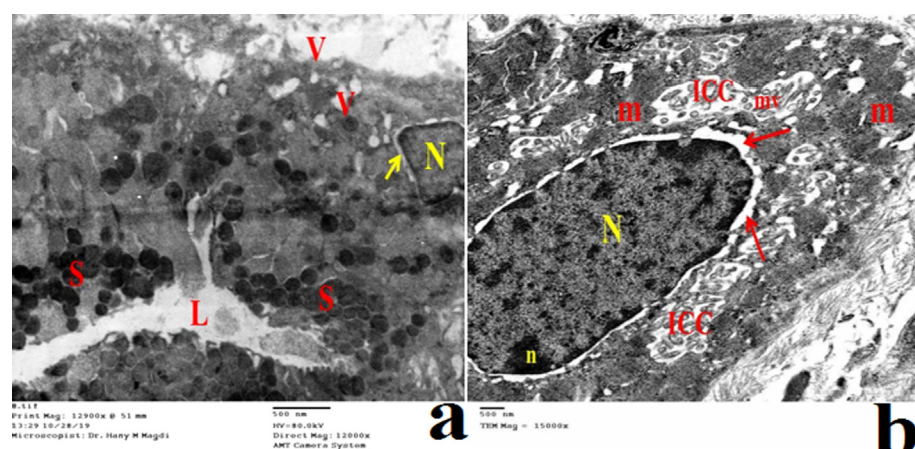 V
V
N
S
S
L
a
B.tif
Print Mag: 12900x @ 51 mm
13:29 10/28/19
Microscopist: Dr. Hany M Magdi
500 nm
HV=80.0kV
Direct Mag: 12000x
AMT Camera System
ICC
mv
m
m
N
ICC
n
b
500 nm
TEM Mag = 15000x